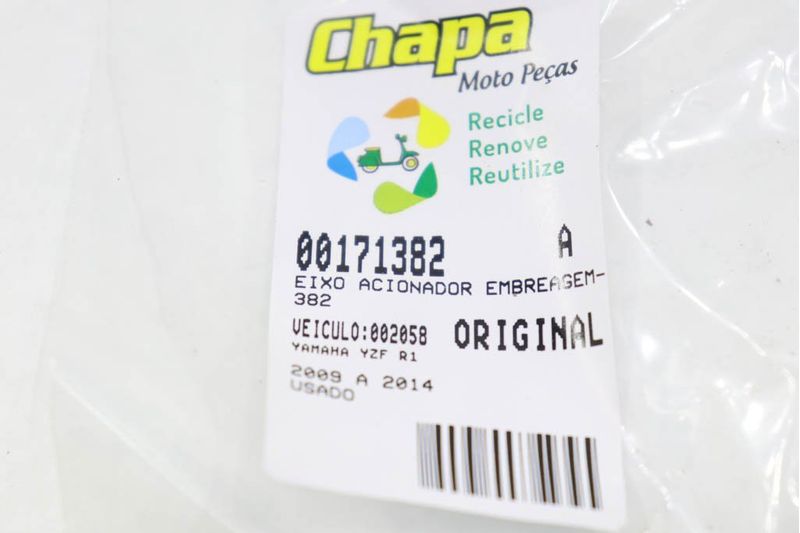 Chapa
Moto Peças
Recicle
Renove
Reutilize
00171382 A
EIXO ACIONADOR EMBREAGEM-
382
VEICULO:002058 ORIGINAL
YAMAHA YZF R1
2009 A 2014
USADO